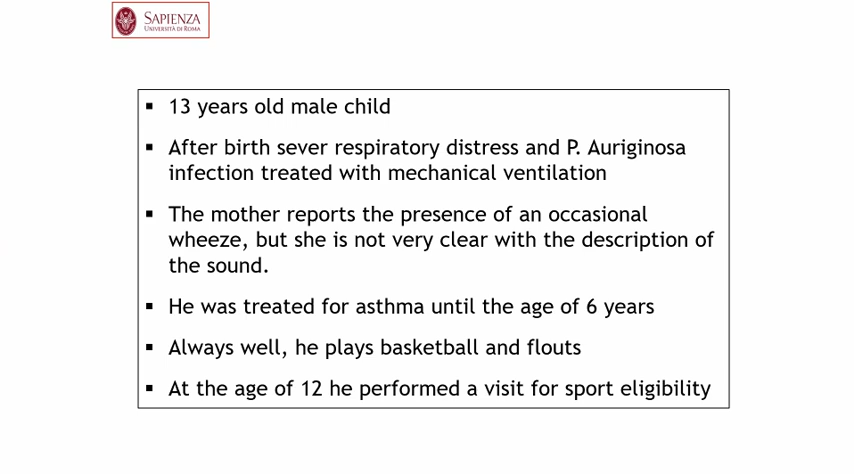 SAPIENZA
UNIVERSITÀ DI ROMA
▪ 13 years old male child
▪ After birth sever respiratory distress and P. Auriginosa
infection treated with mechanical ventilation
▪ The mother reports the presence of an occasional
wheeze, but she is not very clear with the description of
the sound.
▪ He was treated for asthma until the age of 6 years
▪ Always well, he plays basketball and flouts
▪ At the age of 12 he performed a visit for sport eligibility